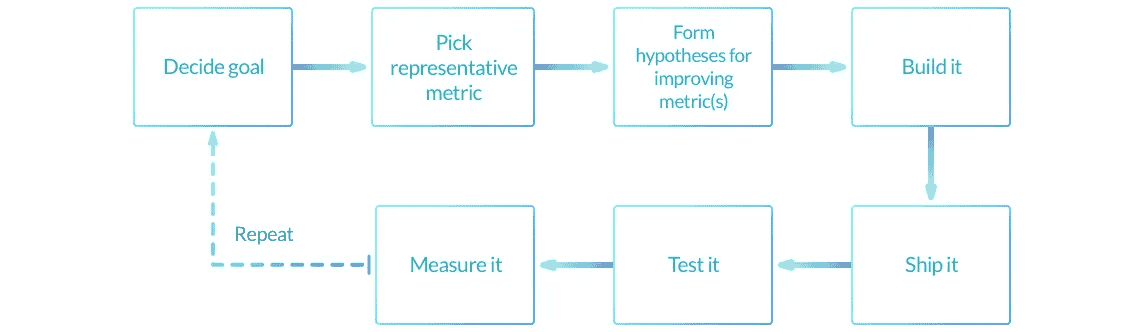 Decide goal
Pick
representative
metric
Form
hypotheses for
improving
metric(s)
Build it
Ship it
Test it
Measure it
Repeat